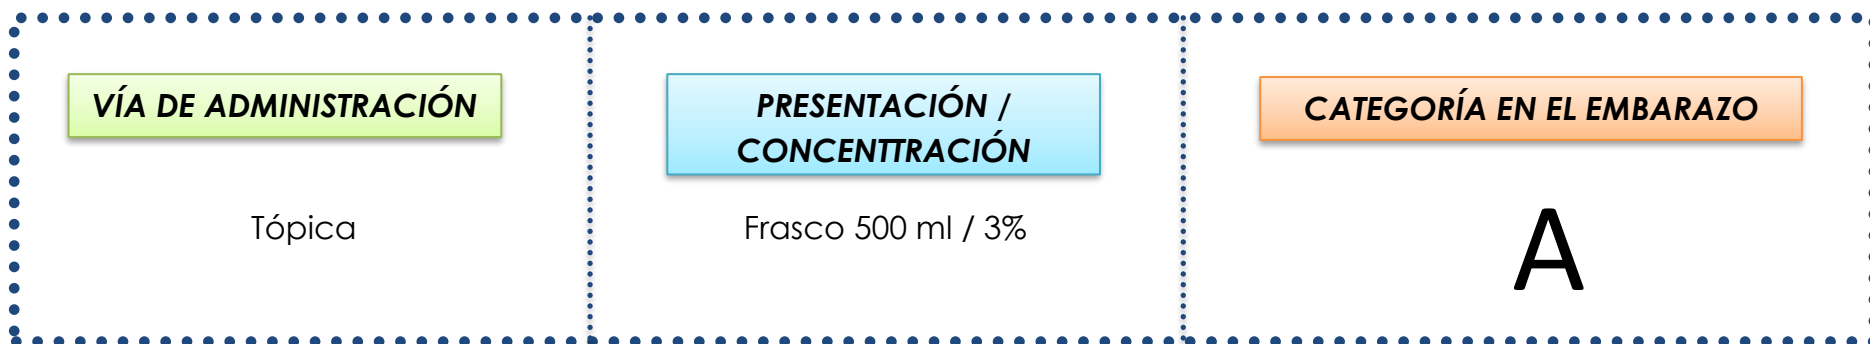 VÍA DE ADMINISTRACIÓN
Tópica
PRESENTACIÓN /
CONCENTTRACIÓN
Frasco 500 ml / 3%
CATEGORÍA EN EL EMBARAZO
A